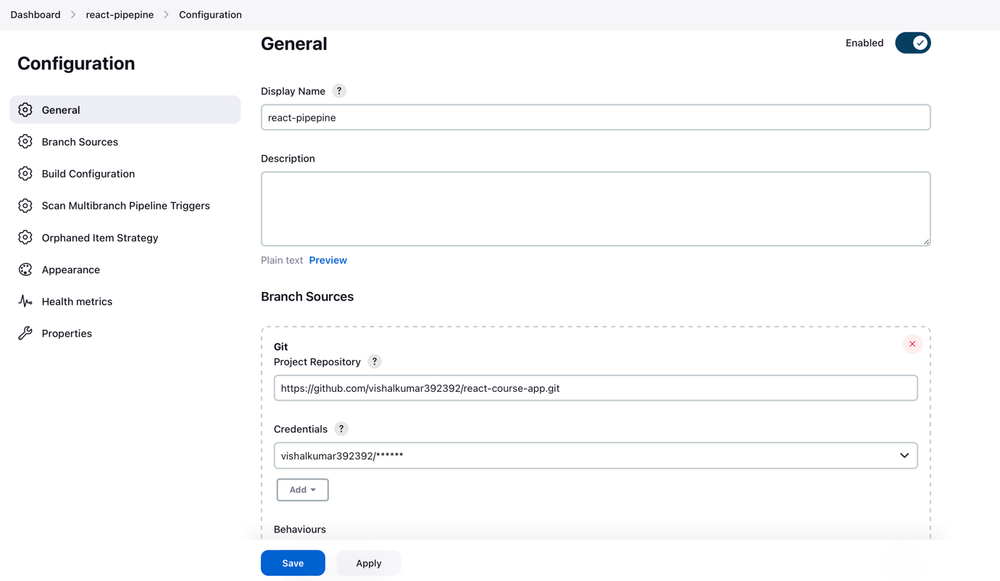 Dashboard > react-pipepine > Configuration
Configuration
General
Branch Sources
Build Configuration
Scan Multibranch Pipeline Triggers
Orphaned Item Strategy
Appearance
Health metrics
Properties
General
Enabled
Display Name ?
react-pipepine
Description
Plain text Preview
Branch Sources
Git
Project Repository ?
https://github.com/vishalkumar392392/react-course-app.git
Credentials ?
vishalkumar392392/******
Add
Behaviours
Save Apply